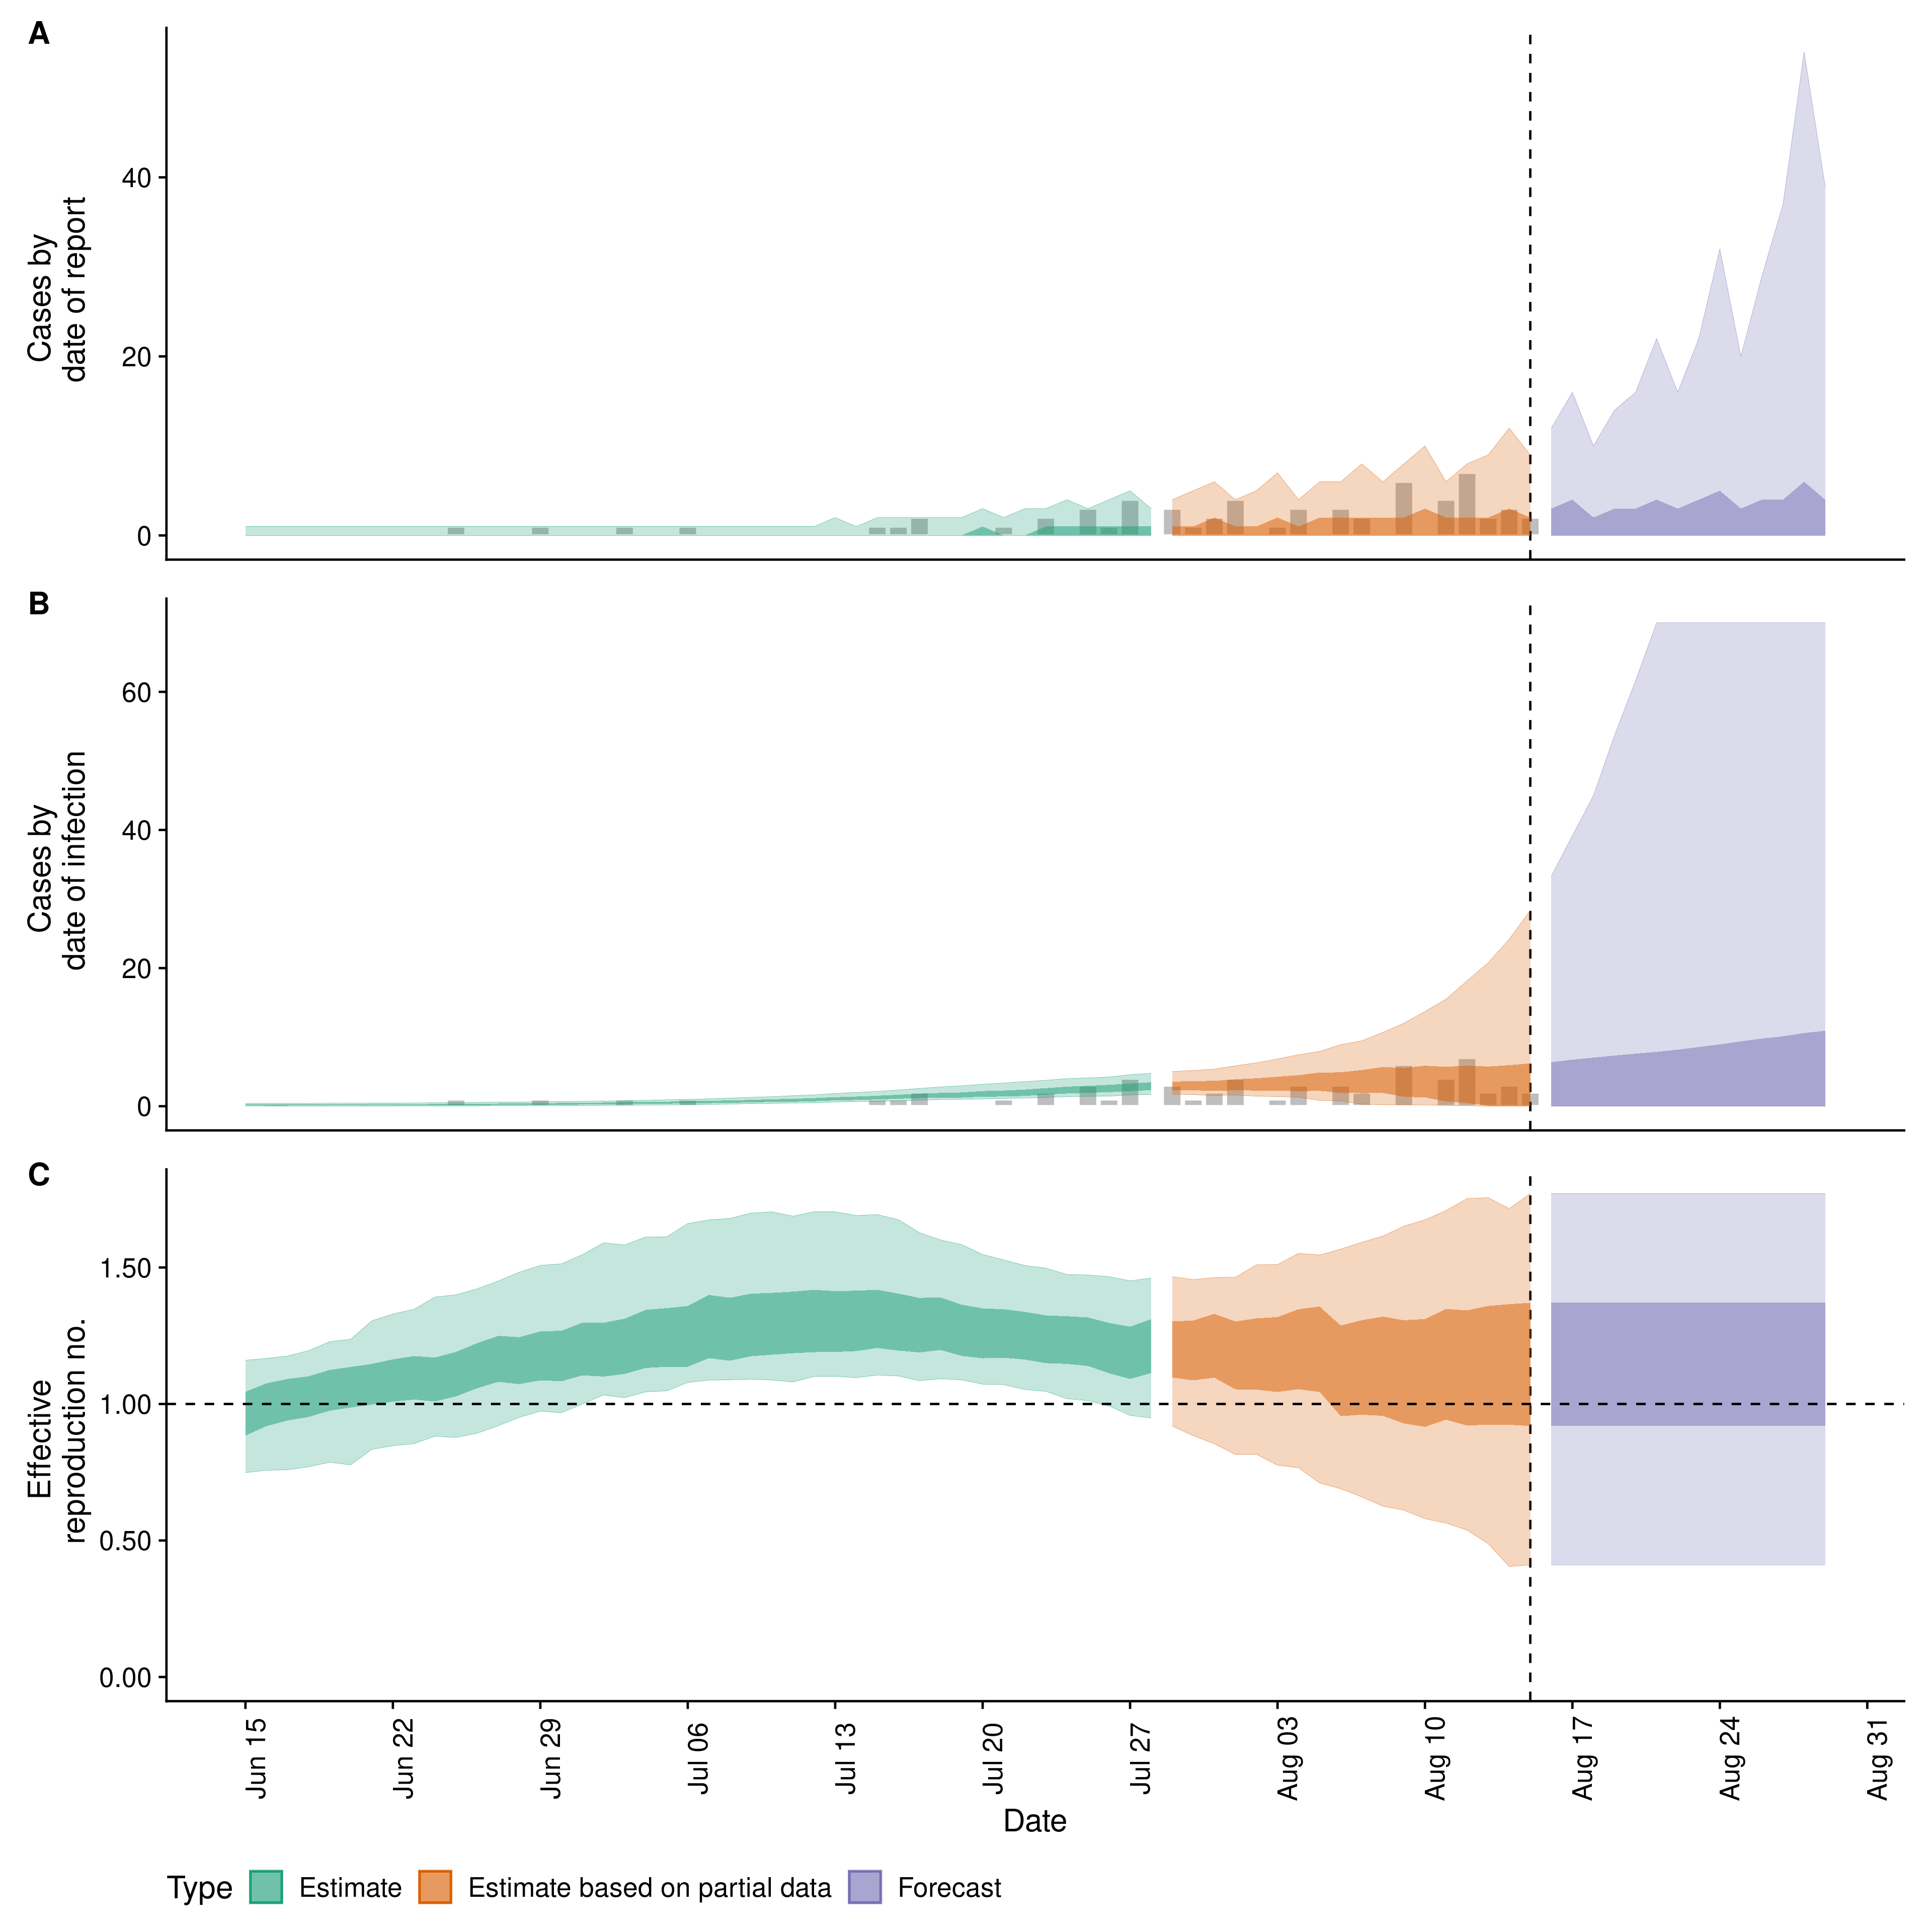 A
Cases by
date of report
40
20
0
B
Cases by
date of infection
60
40
20
0
C
Effective
reproduction no.
1.50
1.00
0.50
0.00
Jun 15
Jun 22
Jun 29
Jul 06
Jul 13
Jul 20
Jul 27
Aug 03
Aug 10
Aug 17
Aug 24
Aug 31
Date
Type Estimate Estimate based on partial data Forecast